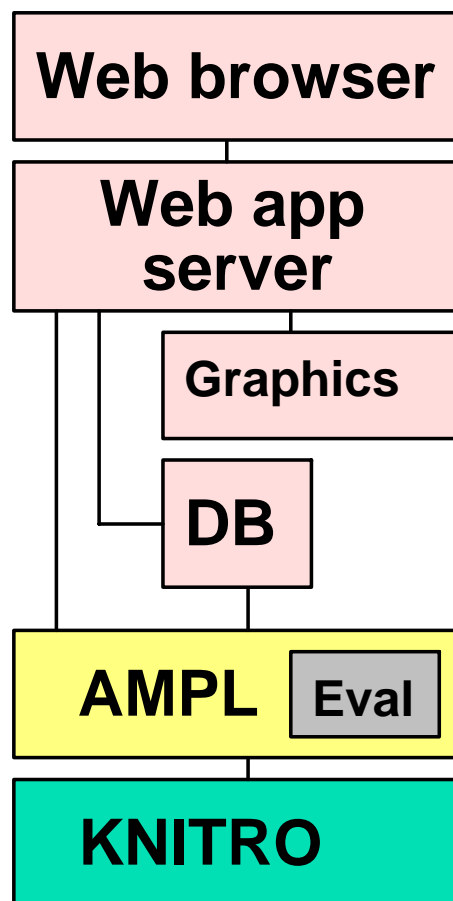 Web browser
Web app
server
Graphics
DB
AMPL
Eval
KNITRO